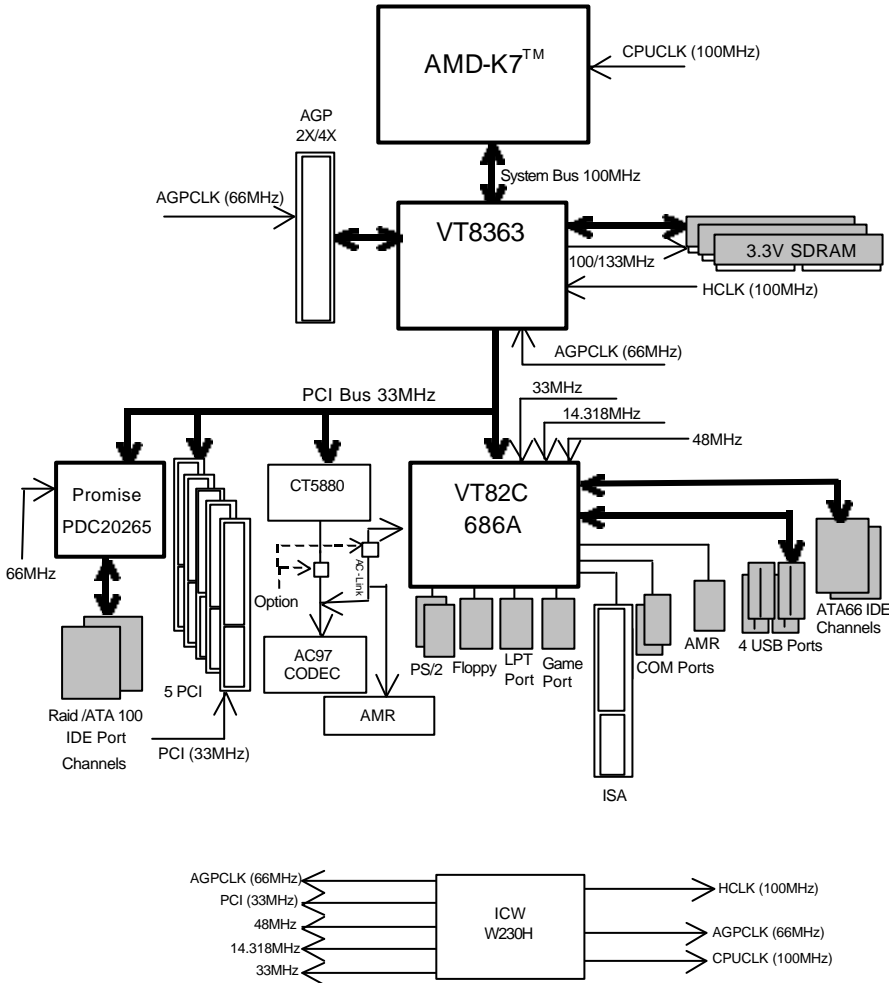 AMD-K7™
CPUCLK (100MHz)
AGP
2X/4X
System Bus 100MHz
AGPCLK (66MHz)
VT8363
3.3V SDRAM
100/133MHz
HCLK (100MHz)
AGPCLK (66MHz)
PCI Bus 33MHz
33MHz
14.318MHz
48MHz
Promise
PDC20265
CT5880
VT82C
686A
66MHz
AC-Link
Option
AC97
CODEC
AMR
5 PCI
PS/2
Floppy
LPT
Port
Game
Port
COM Ports
AMR
4 USB Ports
ATA66 IDE
Channels
Raid /ATA 100
IDE Port
Channels
PCI (33MHz)
ISA
AGPCLK (66MHz)
PCI (33MHz)
48MHz
14.318MHz
33MHz
ICW
W230H
HCLK (100MHz)
AGPCLK (66MHz)
CPUCLK (100MHz)